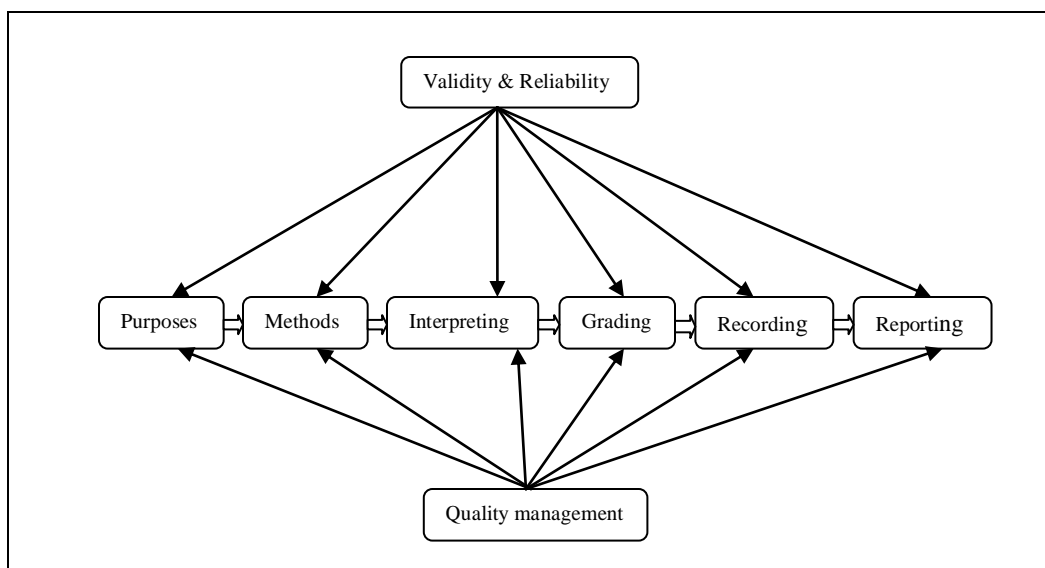 Validity & Reliability
Purposes
Methods
Interpreting
Grading
Recording
Reporting
Quality management